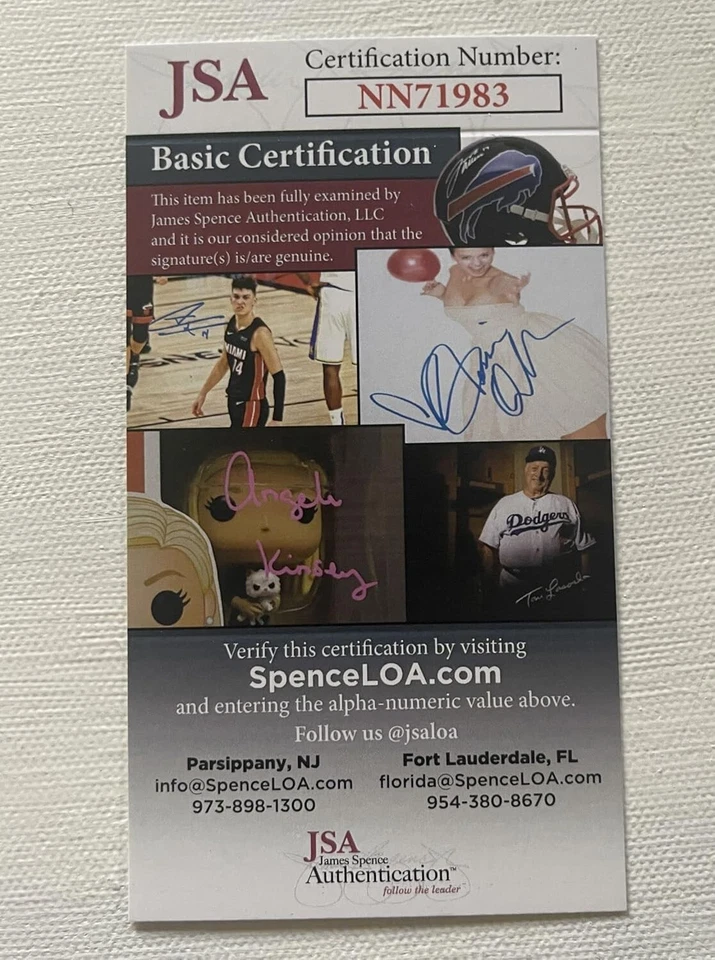 JSA
Certification Number:
NN71983
Basic Certification
This item has been fully examined by
James Spence Authentication, LLC
and it is our considered opinion that the
signature(s) is/are genuine.
MIAMI
14
Angela
Kinsey
Dodgers
Tom Lasorda
Verify this certification by visiting
SpenceLOA.com
and entering the alpha-numeric value above.
Follow us @jsaloa
Parsippany, NJ
info@SpenceLOA.com
973-898-1300
Fort Lauderdale, FL
florida@SpenceLOA.com
954-380-8670
JSA
James Spence
Authentication™
follow the leader